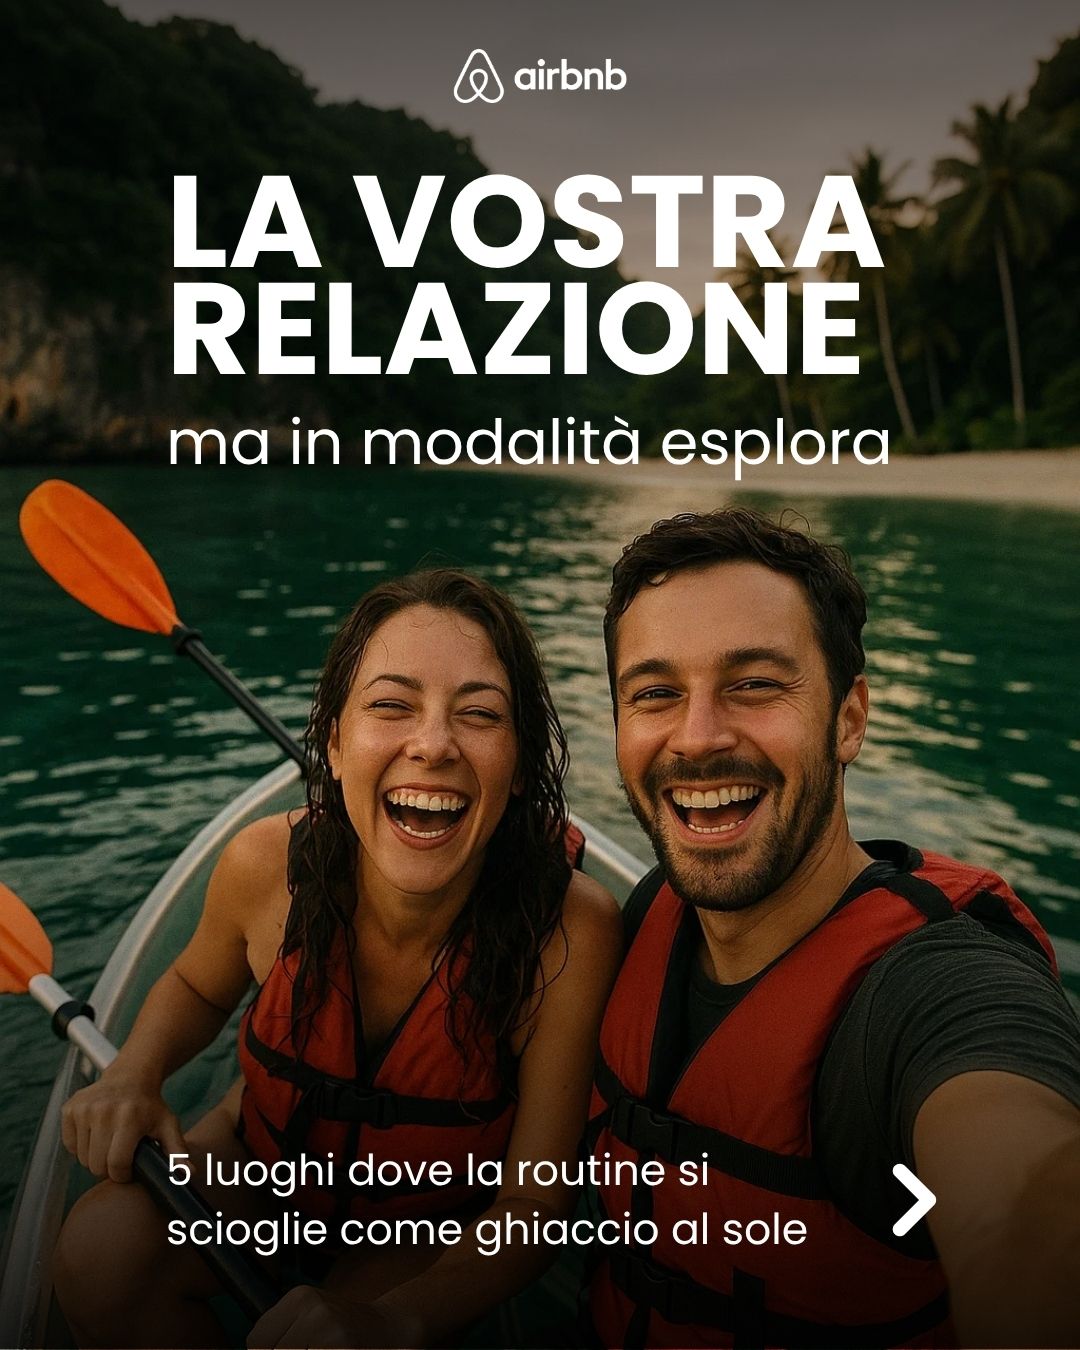 airbnb
LA VOSTRA
RELAZIONE
ma in modalità esplora
5 luoghi dove la routine si
scioglie come ghiaccio al sole